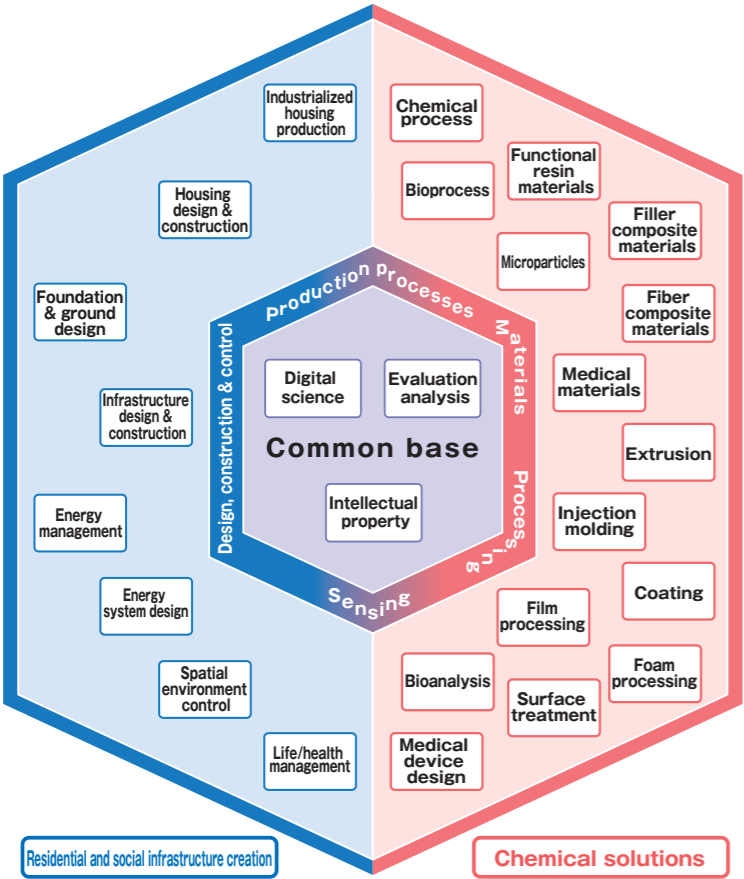 Industrialized
housing
production
Housing
design &
construction
Foundation
& ground
design
Infrastructure
design &
construction
Energy
management
Energy
system design
Spatial
environment
control
Life/health
management
Chemical
process
Functional
resin
materials
Bioprocess
Filler
composite
materials
Microparticles
Fiber
composite
materials
Medical
materials
Extrusion
Injection
molding
Coating
Film
processing
Foam
processing
Bioanalysis
Surface
treatment
Medical
device
design
Production processes
Materials
Processing
Sensing
Design, construction & control
Digital
science
Evaluation
analysis
Common base
Intellectual
property
Residential and social infrastructure creation
Chemical solutions